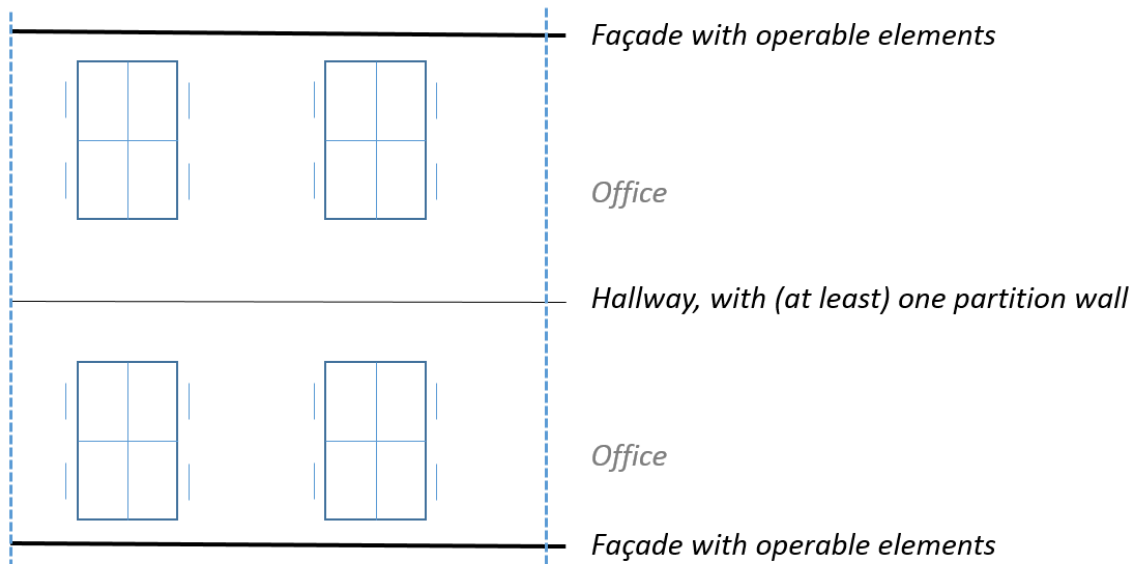 Façade with operable elements
Office
Hallway, with (at least) one partition wall
Office
Façade with operable elements